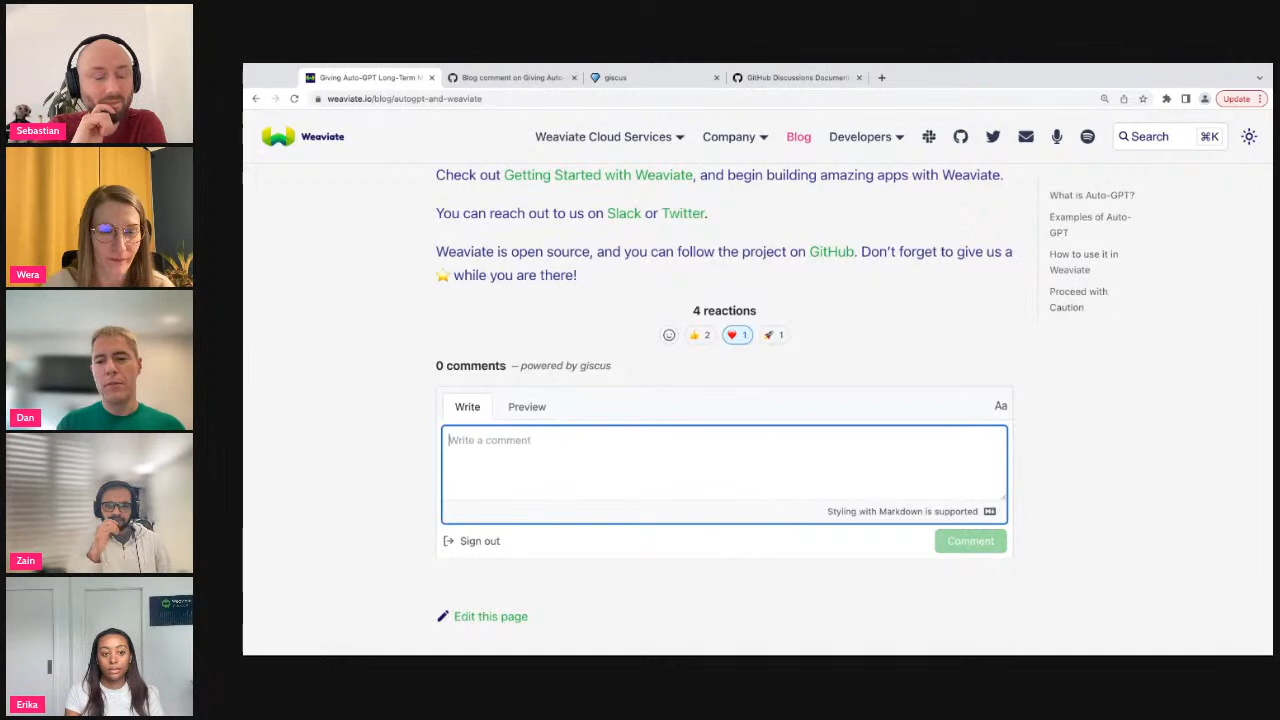 Sebastian
Wera
Dan
Zain
Erika
Giving Auto-GPT Long-Term M
Blog comment on Giving Auto-
giscus
GitHub Discussions Document
weaviate.io/blog/autogpt-and-weaviate
Update
Weaviate
Weaviate Cloud Services
Company
Blog
Developers
Search
⌘K
Check out Getting Started with Weaviate, and begin building amazing apps with Weaviate.
You can reach out to us on Slack or Twitter.
Weaviate is open source, and you can follow the project on GitHub. Don't forget to give us a
⭐ while you are there!
4 reactions
👍 2 ❤️ 1 🚀 1
0 comments – powered by giscus
Write
Preview
Aa
Write a comment
Styling with Markdown is supported
Sign out
Comment
Edit this page
What is Auto-GPT?
Examples of Auto-
GPT
How to use it in
Weaviate
Proceed with
Caution